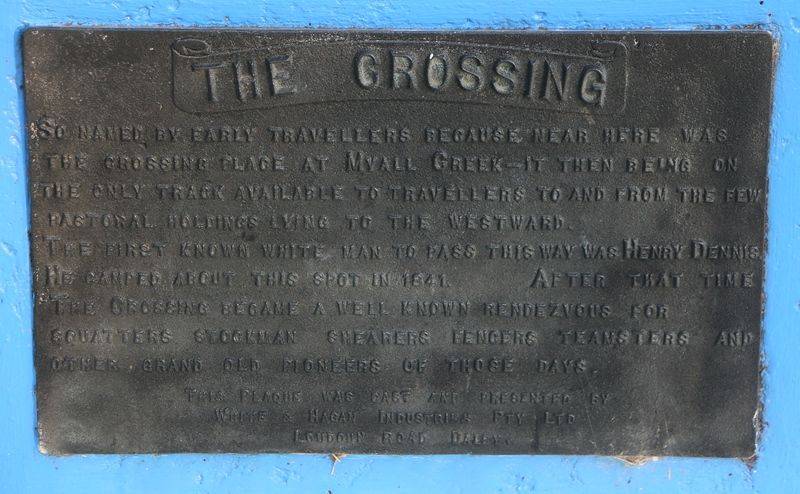 THE CROSSING
SO NAMED BY EARLY TRAVELLERS BECAUSE NEAR HERE WAS
THE CROSSING PLACE AT MYALL CREEK—IT THEN BEING ON
THE ONLY TRACK AVAILABLE TO TRAVELLERS TO AND FROM THE FEW
PASTORAL HOLDINGS LYING TO THE WESTWARD.
THE FIRST KNOWN WHITE MAN TO PASS THIS WAY WAS HENRY DENNIS
HE CAMPED ABOUT THIS SPOT IN 1841. AFTER THAT TIME
THE CROSSING BECAME A WELL KNOWN RENDEZVOUS FOR
SQUATTERS STOCKMAN SHEARERS FENCERS TEAMSTERS AND
OTHER GRAND OLD PIONEERS OF THOSE DAYS.
THIS PLAQUE WAS CAST AND PRESENTED BY
WHITE & HAGAN INDUSTRIES PTY LTD
LOUDOUN ROAD DALBY.